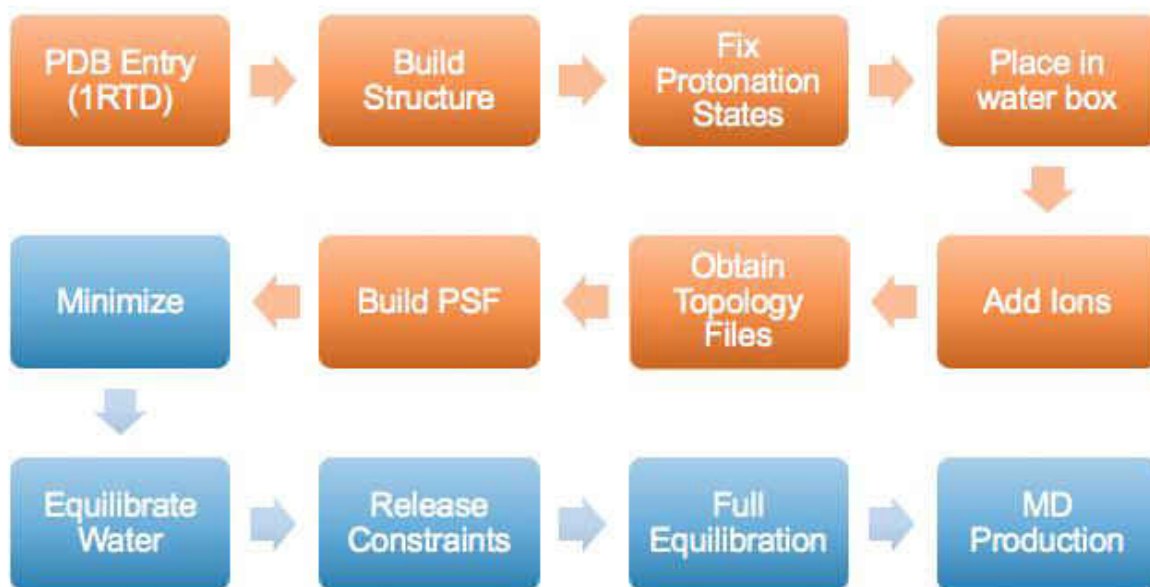 PDB Entry
(1RTD)
Build
Structure
Fix
Protonation
States
Place in
water box
Add Ions
Obtain
Topology
Files
Build PSF
Minimize
Equilibrate
Water
Release
Constraints
Full
Equilibration
MD
Production